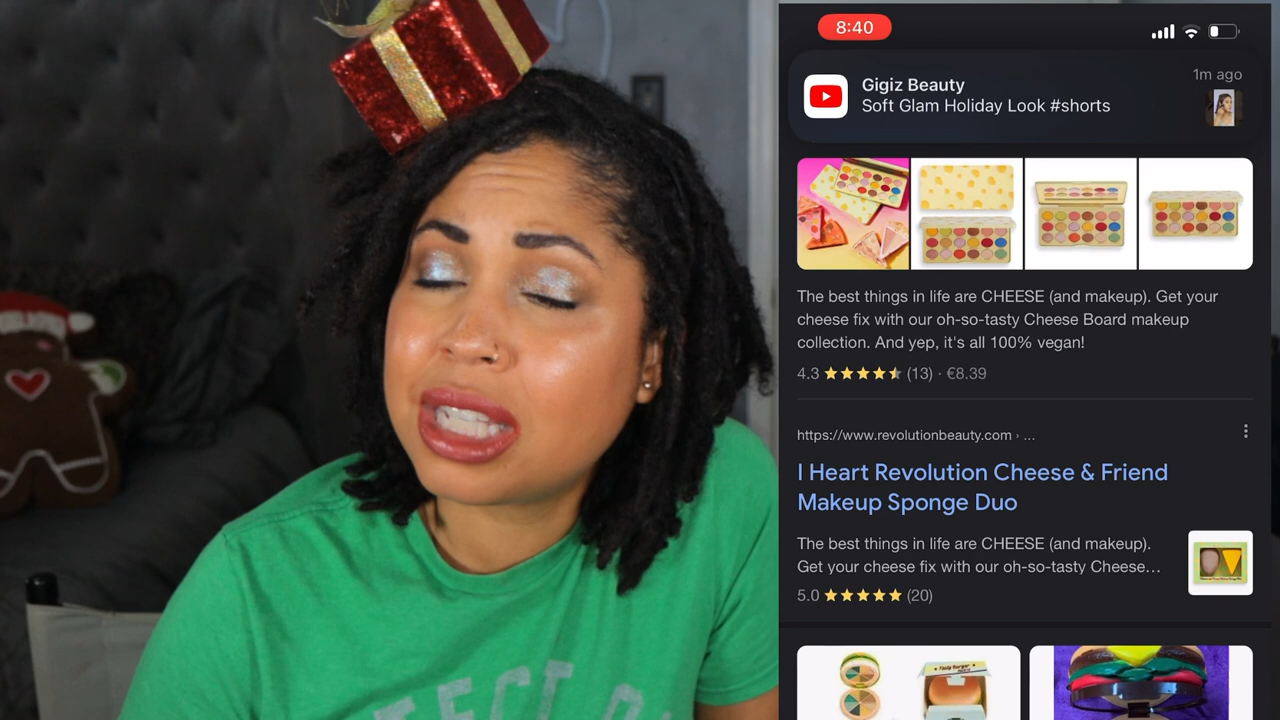 8:40
Gigiz Beauty
1m ago
Soft Glam Holiday Look #shorts
The best things in life are CHEESE (and makeup). Get your
cheese fix with our oh-so-tasty Cheese Board makeup
collection. And yep, it's all 100% vegan!
4.3 (13) · €8.39
https://www.revolutionbeauty.com › ...
I Heart Revolution Cheese & Friend
Makeup Sponge Duo
The best things in life are CHEESE (and makeup).
Get your cheese fix with our oh-so-tasty Cheese...
5.0 (20)
Tasty Burger